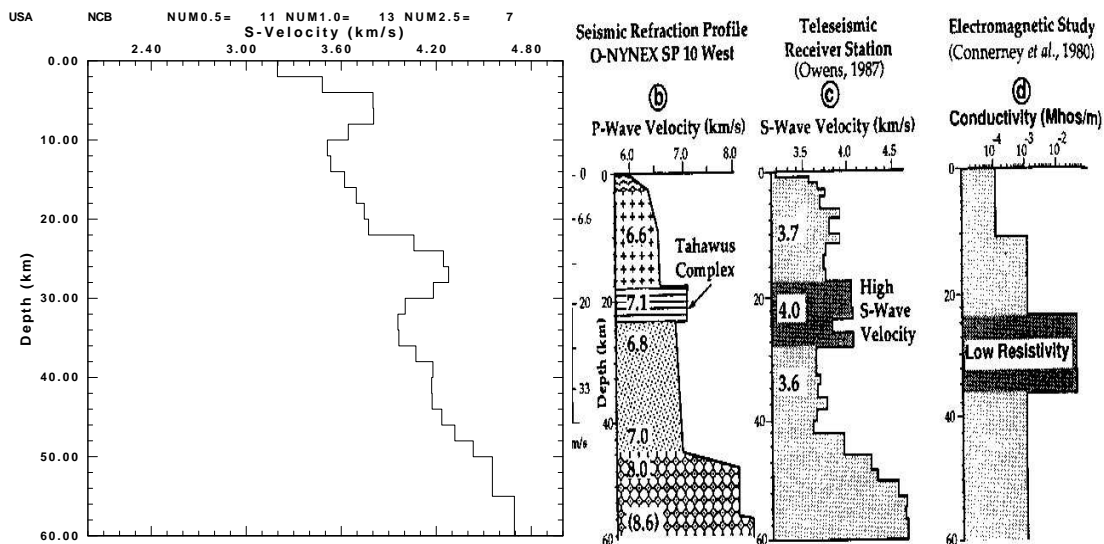 USA NCB NUM0.5= 11 NUM1.0= 13 NUM2.5= 7
S-Velocity (km/s)
2.40 3.00 3.60 4.20 4.80
0.00
10.00
20.00
30.00
40.00
50.00
60.00
Depth (km)
- 0
- 6.6
- 20
- 33
m/s
Seismic Refraction Profile
O-NYNEX SP 10 West
b
P-Wave Velocity (km/s)
6.0 7.0 8.0
0
20
40
60
Depth (km)
6.6
7.1
6.8
7.0
8.0
(8.6)
Tahawus
Complex
Teleseismic
Receiver Station
(Owens, 1987)
c
S-Wave Velocity (km/s)
3.5 4.0 4.5
0
20
40
60
3.7
4.0
3.6
High
S-Wave
Velocity
Electromagnetic Study
(Connerney et al., 1980)
d
Conductivity (Mhos/m)
10-4 10-3 10-2
0
20
40
60
Low Resistivity